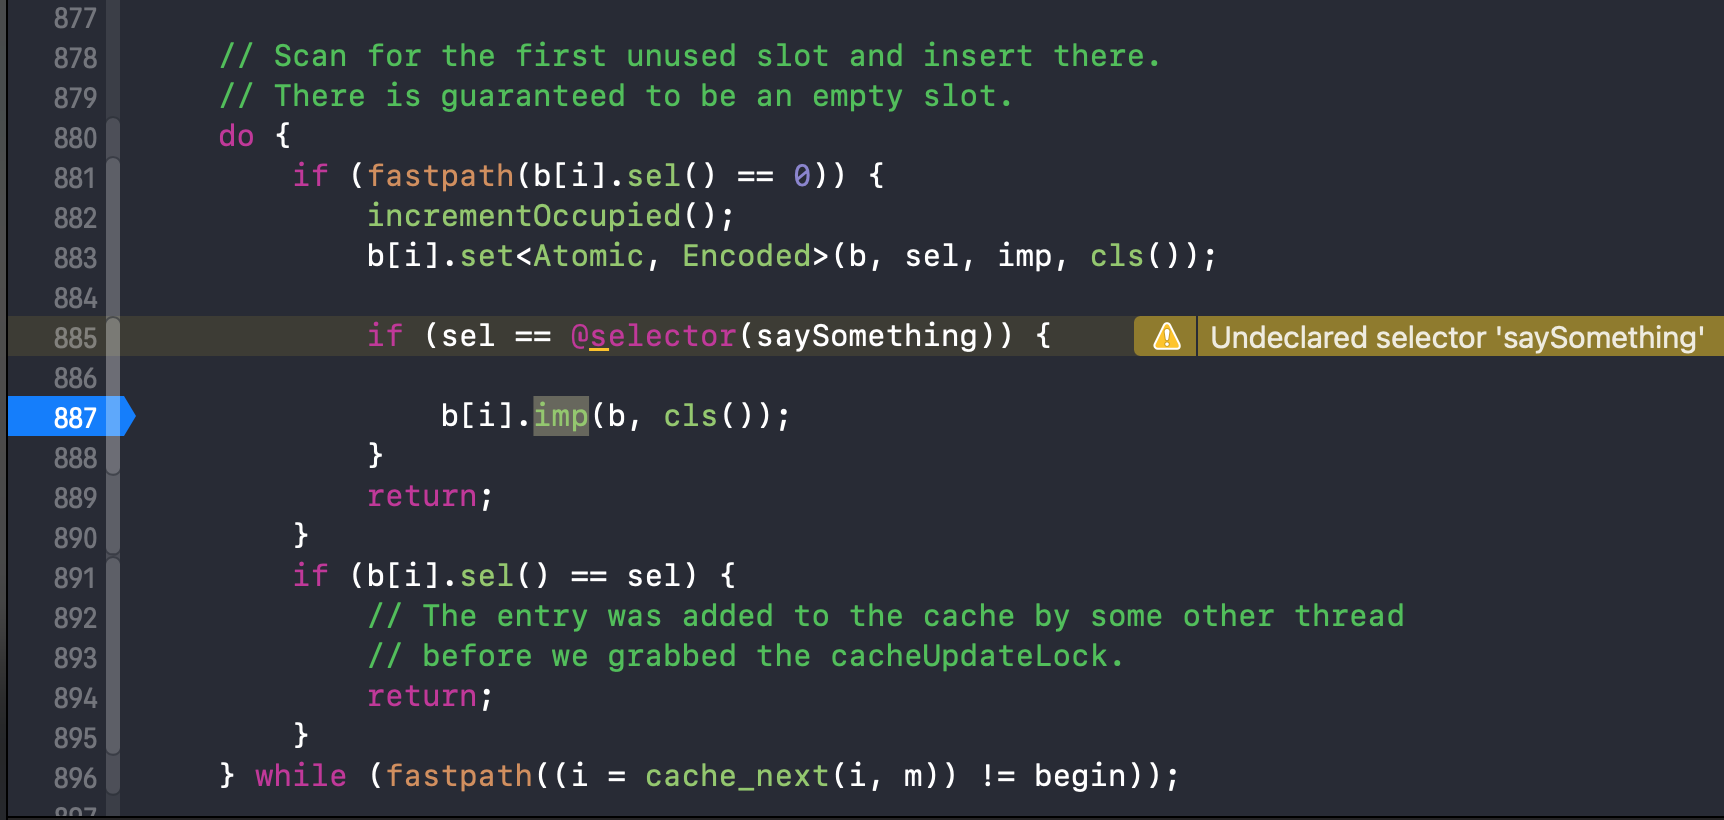 877
878 // Scan for the first unused slot and insert there.
879 // There is guaranteed to be an empty slot.
880 do {
881 if (fastpath(b[i].sel() == 0)) {
882 incrementOccupied();
883 b[i].set<Atomic, Encoded>(b, sel, imp, cls());
884
885 if (sel == @selector(saySomething)) { Undeclared selector 'saySomething'
886
887 b[i].imp(b, cls());
888 }
889 return;
890 }
891 if (b[i].sel() == sel) {
892 // The entry was added to the cache by some other thread
893 // before we grabbed the cacheUpdateLock.
894 return;
895 }
896 } while (fastpath((i = cache_next(i, m)) != begin));
897